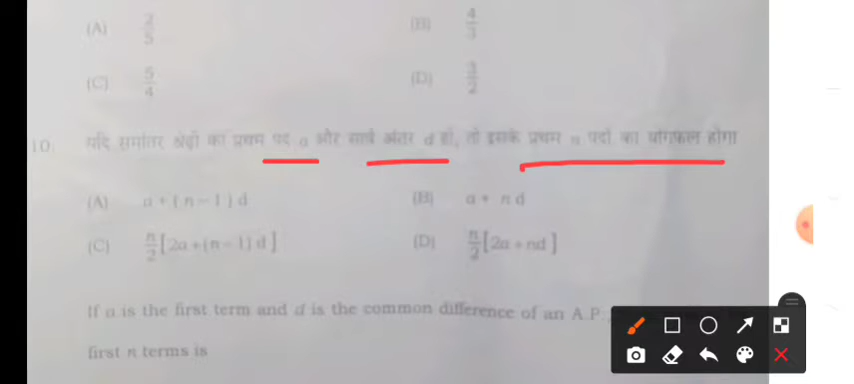 (A) 2/5 (B) 4/3
(C) 5/4 (D)
10. यदि समांतर श्रेढ़ी का प्रथम पद a और सार्व अंतर d हो, तो इसके प्रथम n पदों का योगफल होगा
(A) a + (n - 1) d (B) a + nd
(C) n/2 [2a + (n - 1) d] (D) n/2 [2a + nd]
If a is the first term and d is the common difference of an A.P.
first n terms is